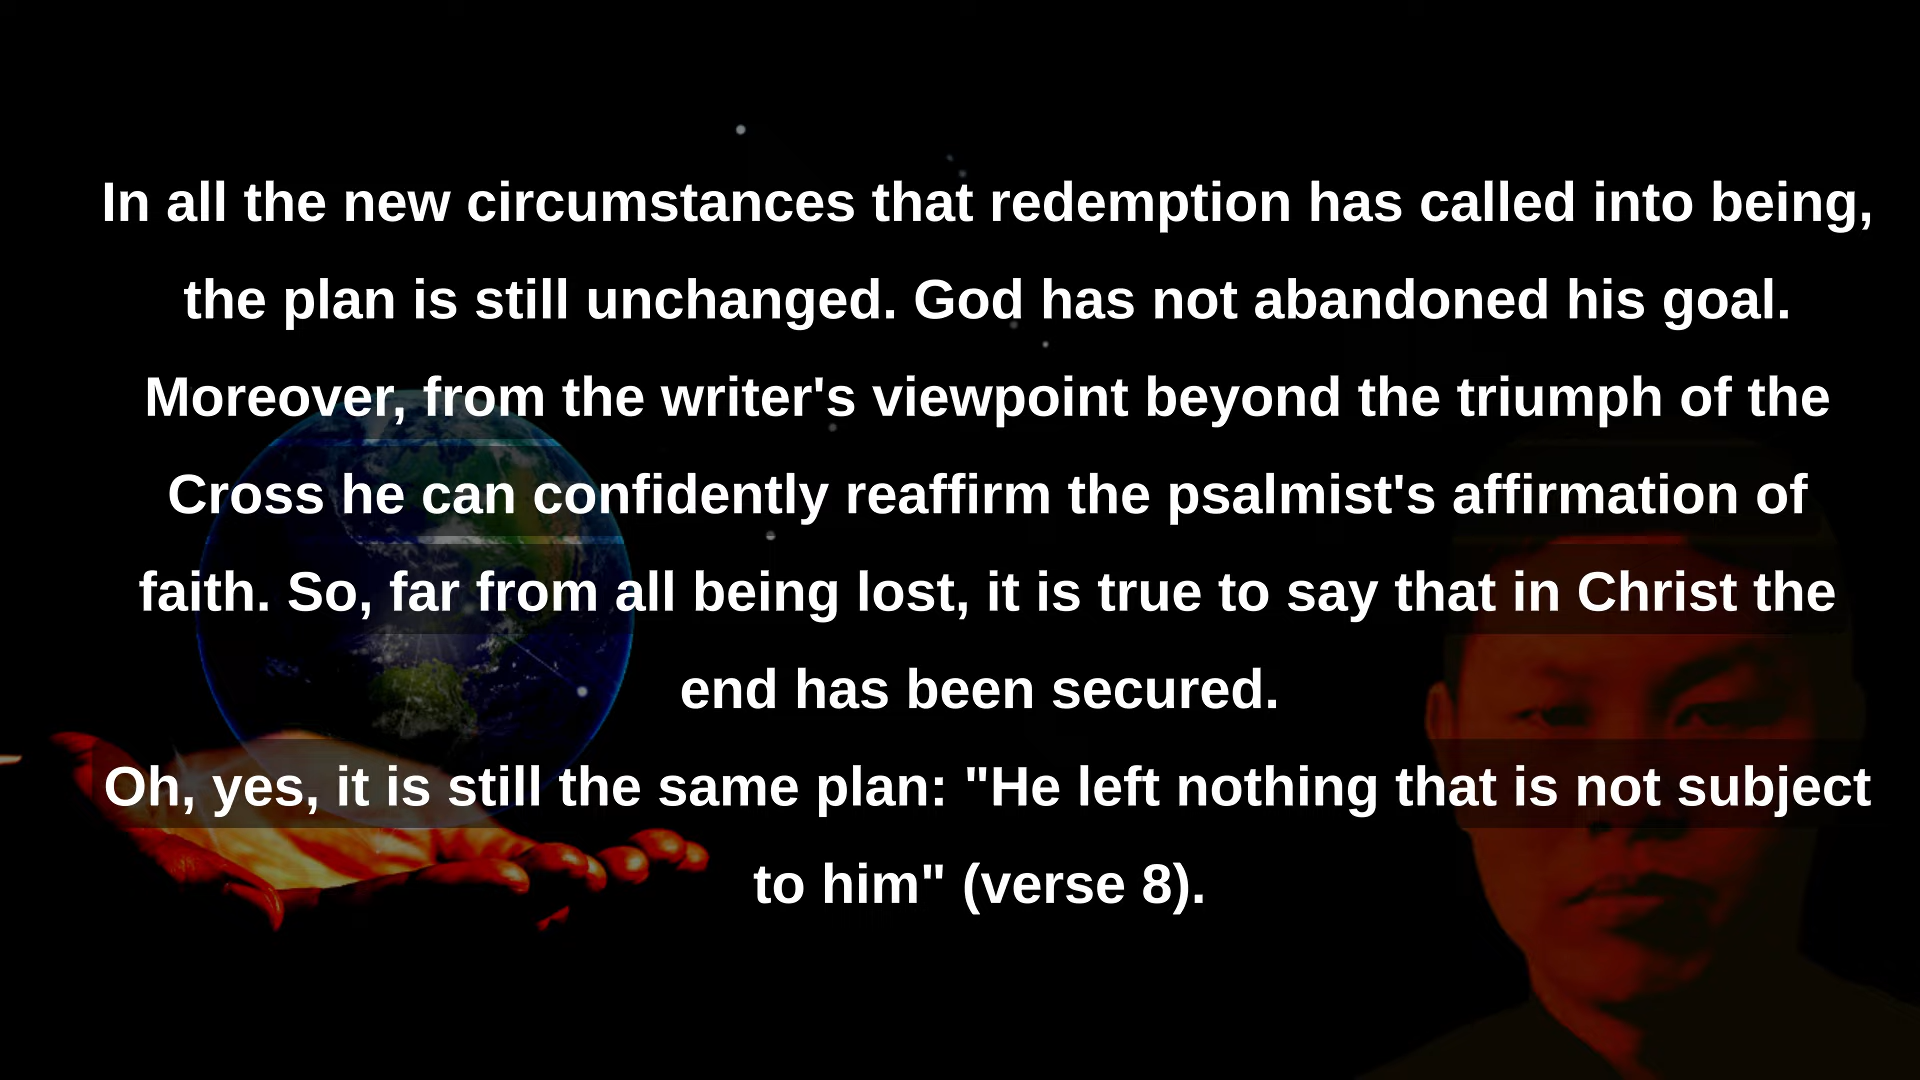 In all the new circumstances that redemption has called into being,
the plan is still unchanged. God has not abandoned his goal.
Moreover, from the writer's viewpoint beyond the triumph of the
Cross he can confidently reaffirm the psalmist's affirmation of
faith. So, far from all being lost, it is true to say that in Christ the
end has been secured.
Oh, yes, it is still the same plan: "He left nothing that is not subject
to him" (verse 8).